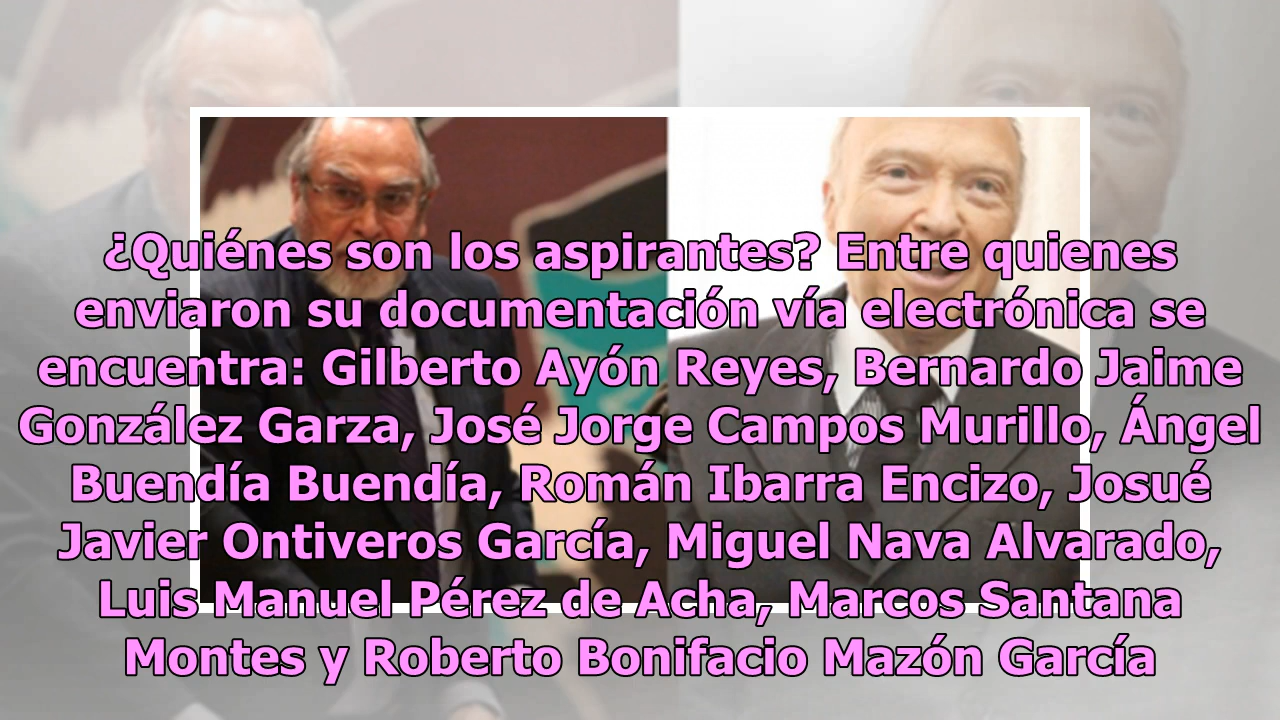 ¿Quiénes son los aspirantes? Entre quienes
enviaron su documentación vía electrónica se
encuentra: Gilberto Ayón Reyes, Bernardo Jaime
González Garza, José Jorge Campos Murillo, Ángel
Buendía Buendía, Román Ibarra Encizo, Josué
Javier Ontiveros García, Miguel Nava Alvarado,
Luis Manuel Pérez de Acha, Marcos Santana
Montes y Roberto Bonifacio Mazón García